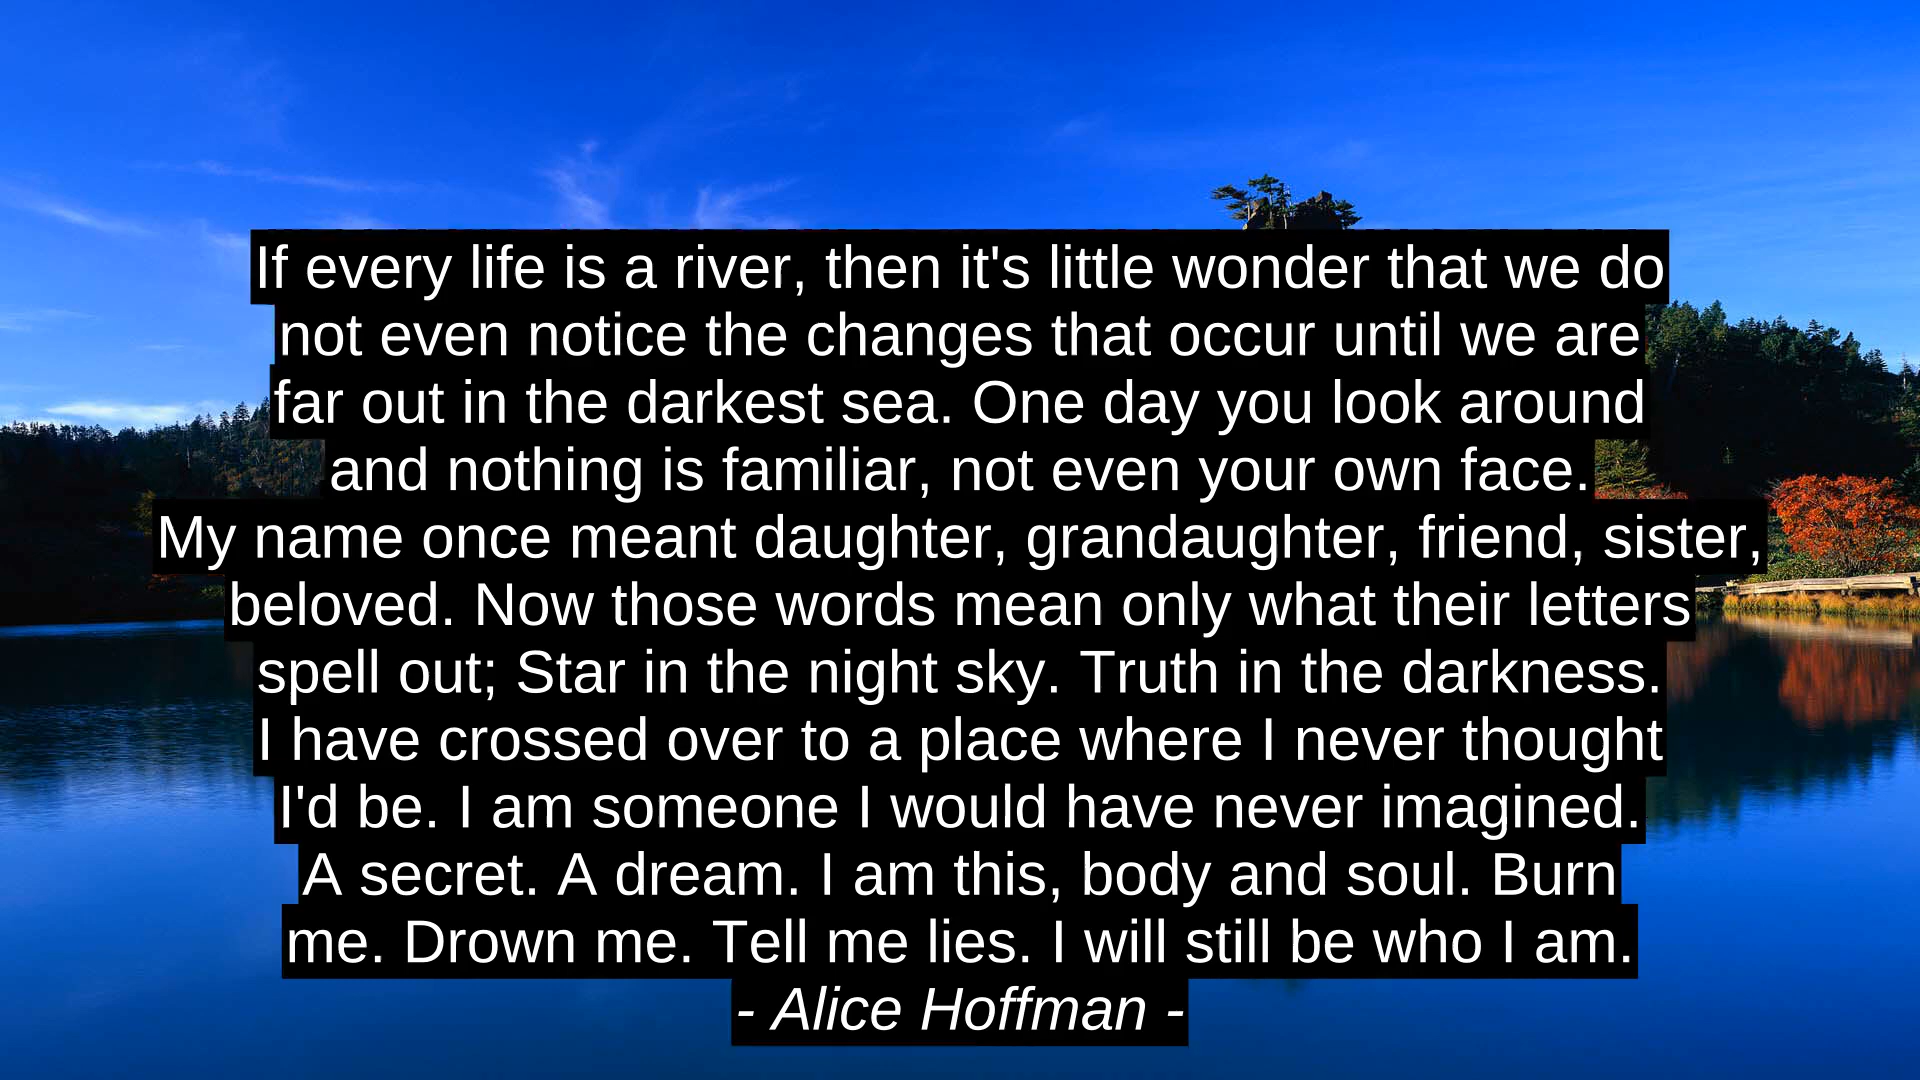 If every life is a river, then it's little wonder that we do
not even notice the changes that occur until we are
far out in the darkest sea. One day you look around
and nothing is familiar, not even your own face.
My name once meant daughter, grandaughter, friend, sister,
beloved. Now those words mean only what their letters
spell out; Star in the night sky. Truth in the darkness.
I have crossed over to a place where I never thought
I'd be. I am someone I would have never imagined.
A secret. A dream. I am this, body and soul. Burn
me. Drown me. Tell me lies. I will still be who I am.
- Alice Hoffman -